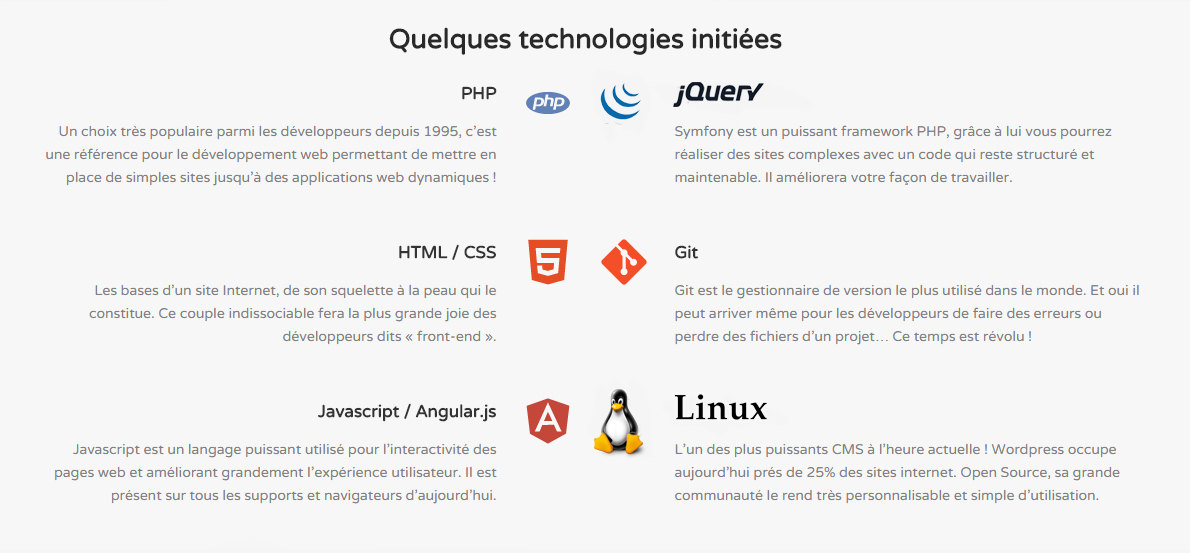 Quelques technologies initiées
PHP
php
Un choix très populaire parmi les développeurs depuis 1995, c'est
une référence pour le développement web permettant de mettre en
place de simples sites jusqu'à des applications web dynamiques !
jQuery
Symfony est un puissant framework PHP, grâce à lui vous pourrez
réaliser des sites complexes avec un code qui reste structuré et
maintenable. Il améliorera votre façon de travailler.
HTML / CSS
5
Les bases d'un site Internet, de son squelette à la peau qui le
constitue. Ce couple indissociable fera la plus grande joie des
développeurs dits « front-end ».
Git
Git est le gestionnaire de version le plus utilisé dans le monde. Et oui il
peut arriver même pour les développeurs de faire des erreurs ou
perdre des fichiers d'un projet… Ce temps est révolu !
Javascript / Angular.js
A
Javascript est un langage puissant utilisé pour l'interactivité des
pages web et améliorant grandement l'expérience utilisateur. Il est
présent sur tous les supports et navigateurs d'aujourd'hui.
Linux
L'un des plus puissants CMS à l'heure actuelle ! Wordpress occupe
aujourd'hui prés de 25% des sites internet. Open Source, sa grande
communauté le rend très personnalisable et simple d'utilisation.